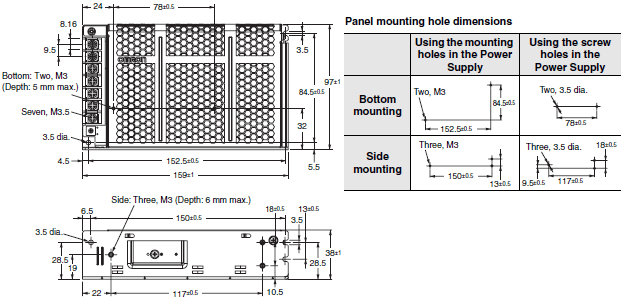 24
78±0.5
8.16
9.5
3.5
OMRON
Bottom: Two, M3
(Depth: 5 mm max.)
Seven, M3.5
3.5 dia.
97±1
84.5±0.5
32
4.5
152.5±0.5
5.5
159±1
Side: Three, M3 (Depth: 6 mm max.)
6.5
150±0.5
18±0.5
13±0.5
3.5
3.5 dia.
28.5
19
28.5
38±1
22
117±0.5
10.5
Panel mounting hole dimensions
Using the mounting
holes in the Power
Supply
Using the screw
holes in the
Power Supply
Bottom
mounting
Two, M3
84.5±0.5
152.5±0.5
Two, 3.5 dia.
78±0.5
Side
mounting
Three, M3
150±0.5
13±0.5
Three, 3.5 dia.
18±0.5
9.5±0.5
117±0.5